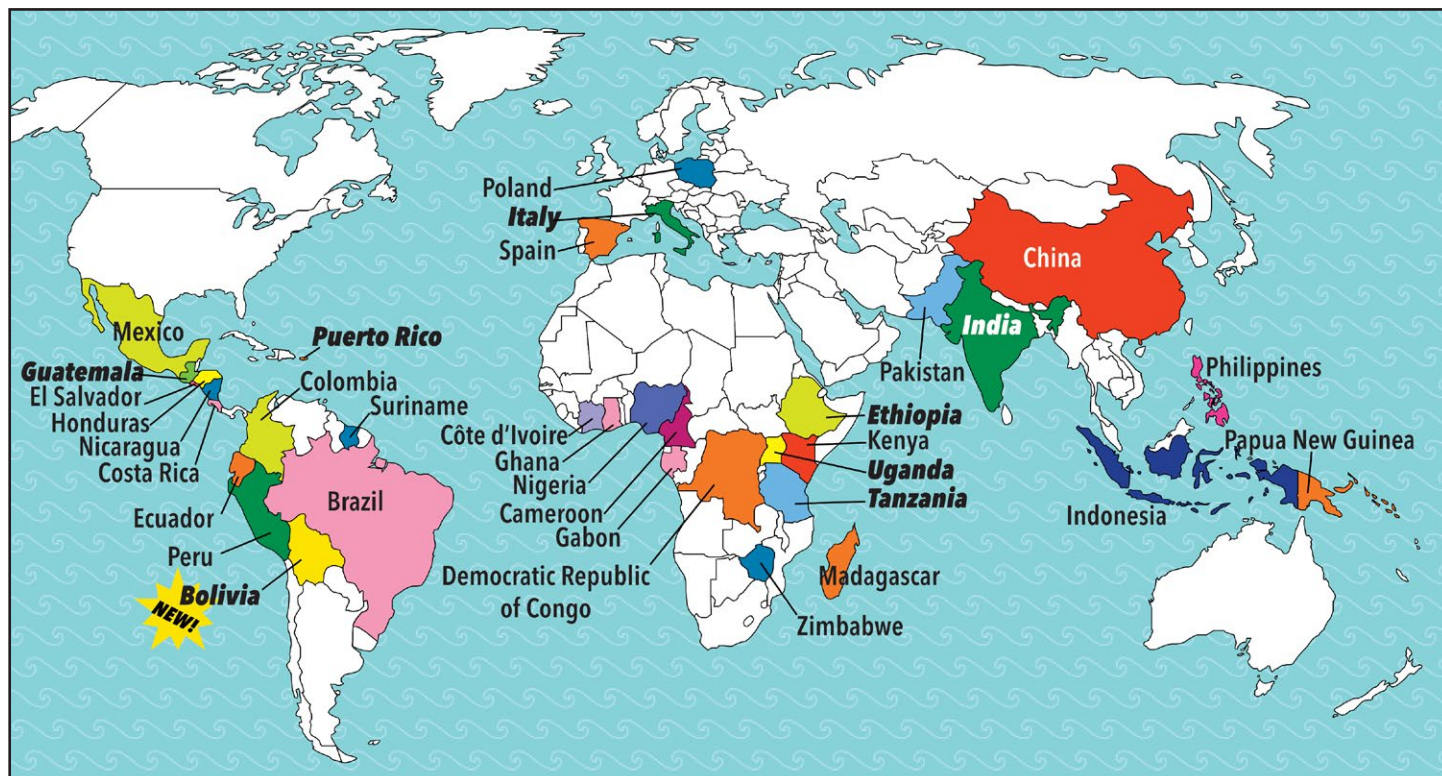 Poland
Italy
Spain
China
India
Pakistan
Philippines
Mexico
Puerto Rico
Guatemala
El Salvador
Honduras
Nicaragua
Costa Rica
Colombia
Suriname
Ecuador
Peru
Brazil
Bolivia
NEW!
Côte d'Ivoire
Ghana
Nigeria
Cameroon
Gabon
Democratic Republic
of Congo
Ethiopia
Kenya
Uganda
Tanzania
Madagascar
Zimbabwe
Papua New Guinea
Indonesia